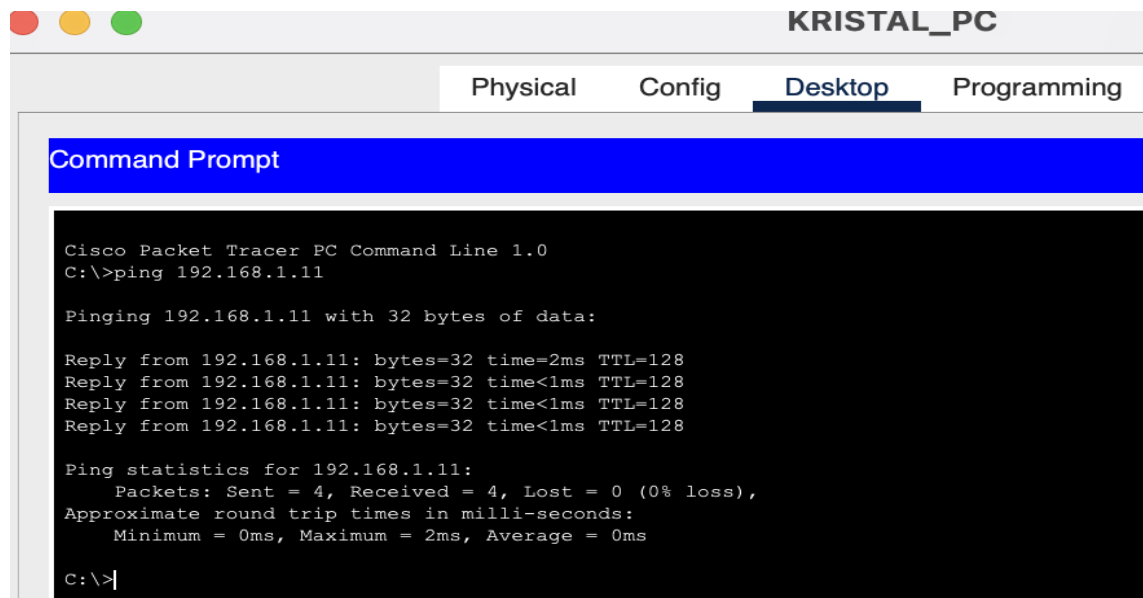 KRISTAL_PC
Physical Config Desktop Programming
Command Prompt
Cisco Packet Tracer PC Command Line 1.0
C:\>ping 192.168.1.11
Pinging 192.168.1.11 with 32 bytes of data:
Reply from 192.168.1.11: bytes=32 time=2ms TTL=128
Reply from 192.168.1.11: bytes=32 time<1ms TTL=128
Reply from 192.168.1.11: bytes=32 time<1ms TTL=128
Reply from 192.168.1.11: bytes=32 time<1ms TTL=128
Ping statistics for 192.168.1.11:
Packets: Sent = 4, Received = 4, Lost = 0 (0% loss),
Approximate round trip times in milli-seconds:
Minimum = 0ms, Maximum = 2ms, Average = 0ms
C:\>